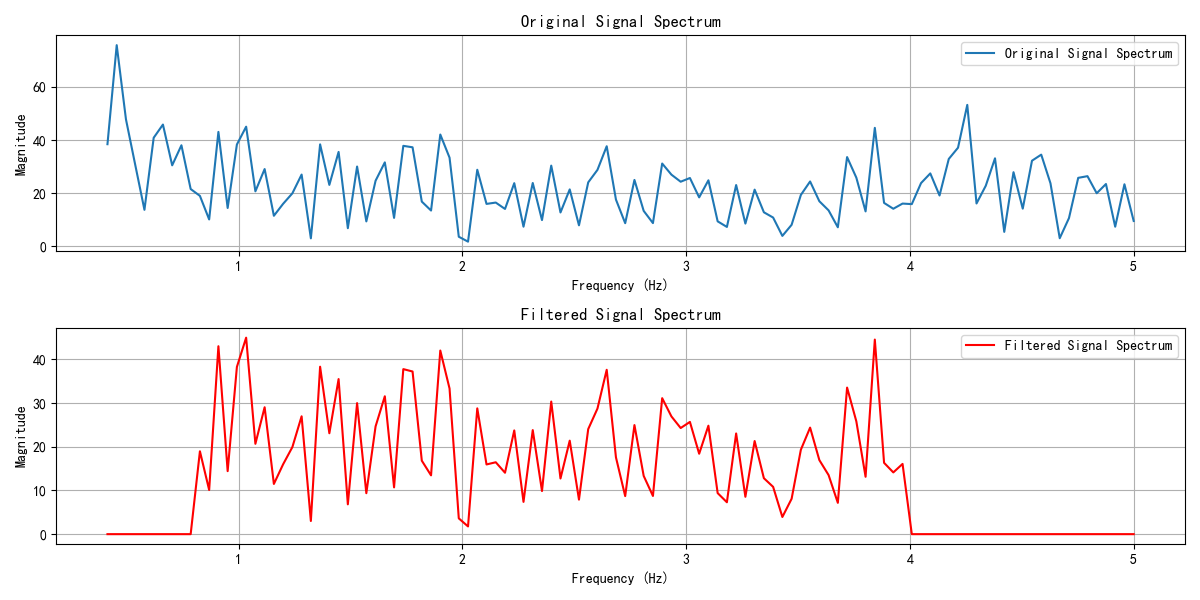 Original Signal Spectrum
Original Signal Spectrum
Magnitude
60
40
20
0
1 2 3 4 5
Frequency (Hz)
Filtered Signal Spectrum
Filtered Signal Spectrum
Magnitude
40
30
20
10
0
1 2 3 4 5
Frequency (Hz)